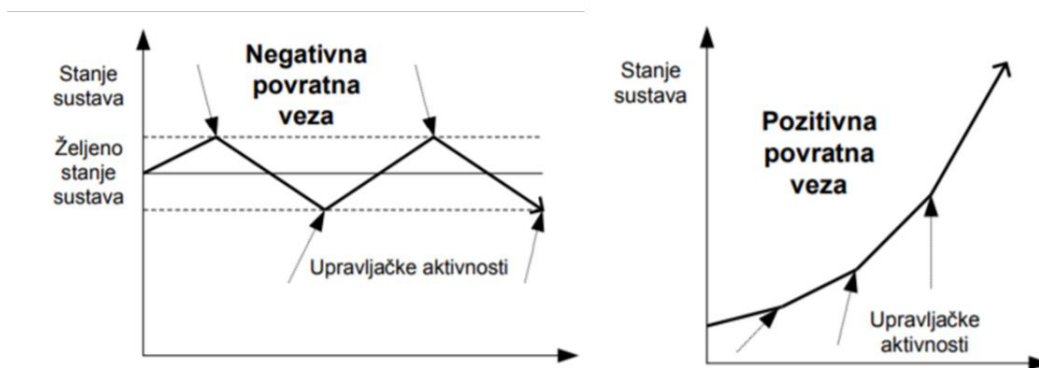 Negativna
povratna
veza
Stanje
sustava
Željeno
stanje
sustava
Upravljačke aktivnosti
Stanje
sustava
Pozitivna
povratna
veza
Upravljačke
aktivnosti